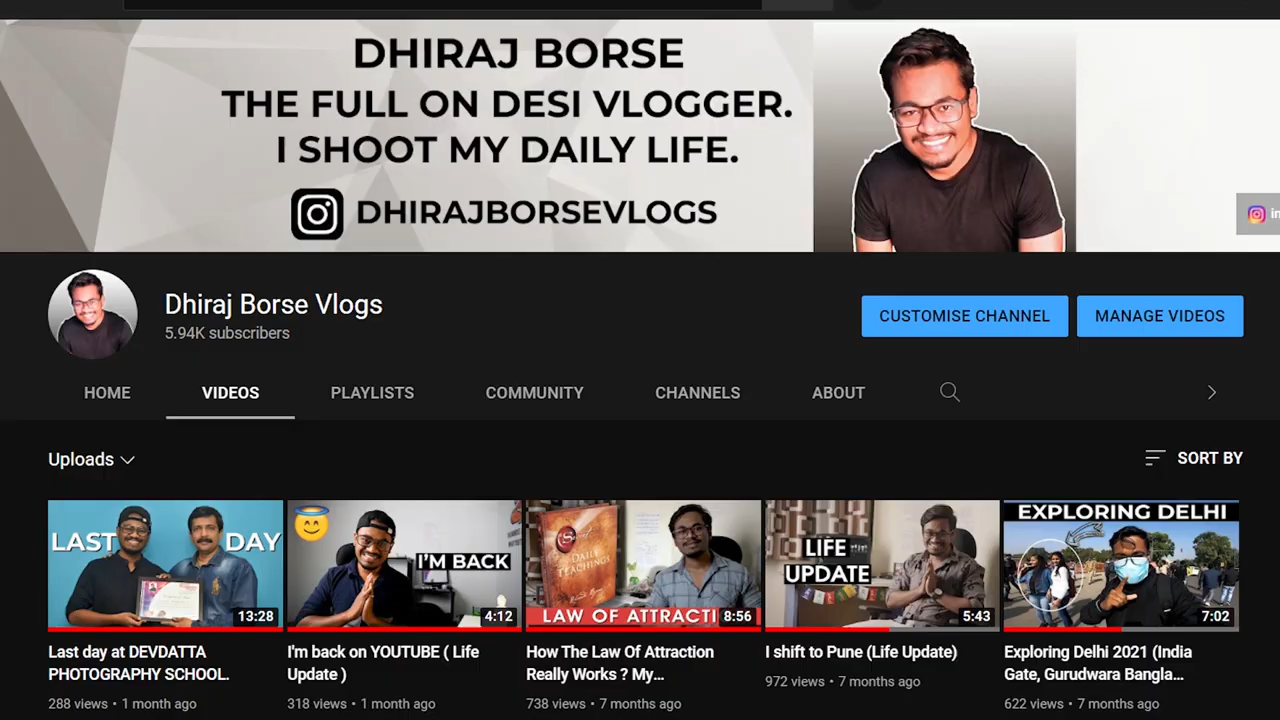 DHIRAJ BORSE
THE FULL ON DESI VLOGGER.
I SHOOT MY DAILY LIFE.
DHIRAJBORSEVLOGS
in
Dhiraj Borse Vlogs
5.94K subscribers
CUSTOMISE CHANNEL
MANAGE VIDEOS
HOME
VIDEOS
PLAYLISTS
COMMUNITY
CHANNELS
ABOUT
Uploads
SORT BY
LAST DAY
13:28
I'M BACK
4:12
DAILY
TEACHINGS
LAW OF ATTRACTI
8:56
LIFE
UPDATE
5:43
EXPLORING DELHI
7:02
Last day at DEVDATTA
PHOTOGRAPHY SCHOOL.
288 views • 1 month ago
I'm back on YOUTUBE ( Life
Update )
318 views • 1 month ago
How The Law Of Attraction
Really Works ? My...
738 views • 7 months ago
I shift to Pune (Life Update)
972 views • 7 months ago
Exploring Delhi 2021 (India
Gate, Gurudwara Bangla...
622 views • 7 months ago